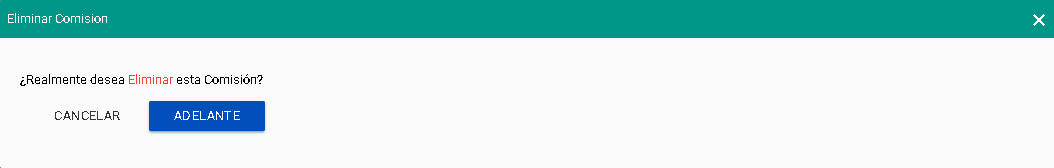 Eliminar Comision
¿Realmente desea Eliminar esta Comisión?
CANCELAR ADELANTE